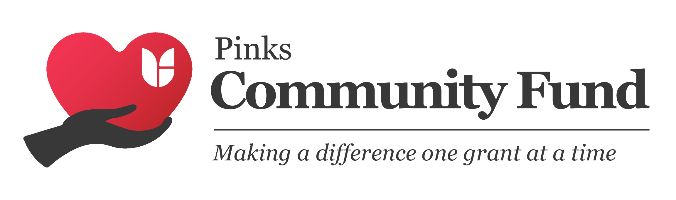 Pinks
Community Fund
Making a difference one grant at a time